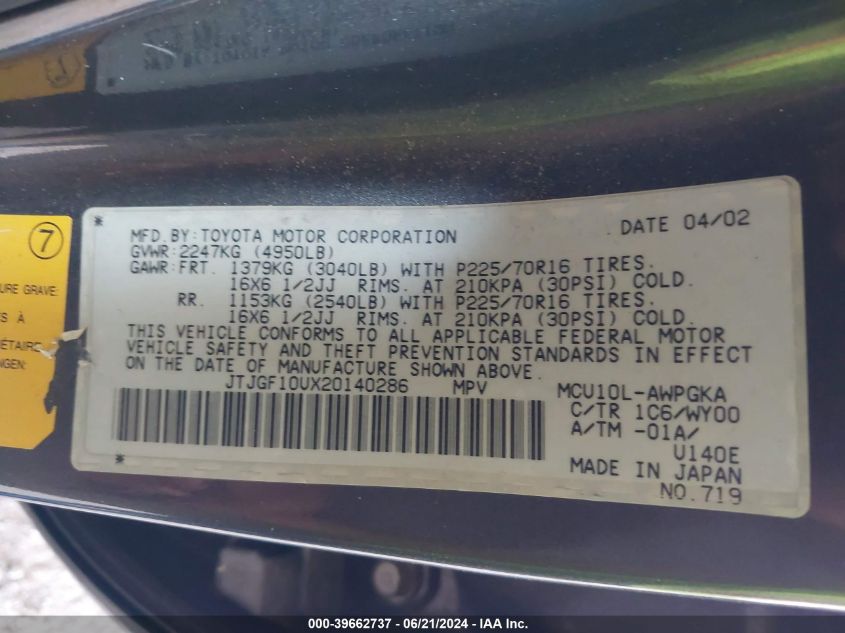 7
URE GRAVE:
S À
ÉTAIRE
NGEN:
MFD. BY: TOYOTA MOTOR CORPORATION DATE 04/02
GVWR: 2247KG (4950LB)
GAWR: FRT. 1379KG (3040LB) WITH P225/70R16 TIRES.
16X6 1/2JJ RIMS. AT 210KPA (30PSI) COLD.
RR. 1153KG (2540LB) WITH P225/70R16 TIRES.
16X6 1/2JJ RIMS. AT 210KPA (30PSI) COLD.
THIS VEHICLE CONFORMS TO ALL APPLICABLE FEDERAL MOTOR
VEHICLE SAFETY AND THEFT PREVENTION STANDARDS IN EFFECT
ON THE DATE OF MANUFACTURE SHOWN ABOVE.
JTJGF10UX20140286 MPV MCU10L-AWPGKA
C/TR 1C6/WY00
A/TM -01A/
U140E
MADE IN JAPAN
NO.719
000-39662737 - 06/21/2024 - IAA Inc.